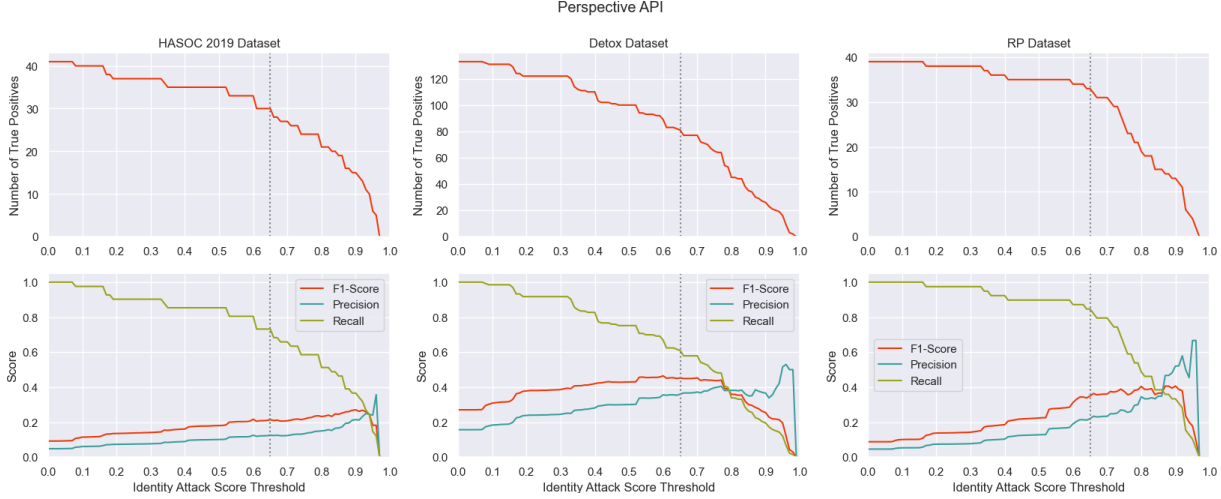 Perspective API
HASOC 2019 Dataset
Number of True Positives
40
30
20
10
0
0.0 0.1 0.2 0.3 0.4 0.5 0.6 0.7 0.8 0.9 1.0
Detox Dataset
Number of True Positives
120
100
80
60
40
20
0
0.0 0.1 0.2 0.3 0.4 0.5 0.6 0.7 0.8 0.9 1.0
RP Dataset
Number of True Positives
40
30
20
10
0
0.0 0.1 0.2 0.3 0.4 0.5 0.6 0.7 0.8 0.9 1.0
Score
1.0
0.8
0.6
0.4
0.2
0.0
F1-Score
Precision
Recall
0.0 0.1 0.2 0.3 0.4 0.5 0.6 0.7 0.8 0.9 1.0
Identity Attack Score Threshold
Score
1.0
0.8
0.6
0.4
0.2
0.0
F1-Score
Precision
Recall
0.0 0.1 0.2 0.3 0.4 0.5 0.6 0.7 0.8 0.9 1.0
Identity Attack Score Threshold
Score
1.0
0.8
0.6
0.4
0.2
0.0
F1-Score
Precision
Recall
0.0 0.1 0.2 0.3 0.4 0.5 0.6 0.7 0.8 0.9 1.0
Identity Attack Score Threshold